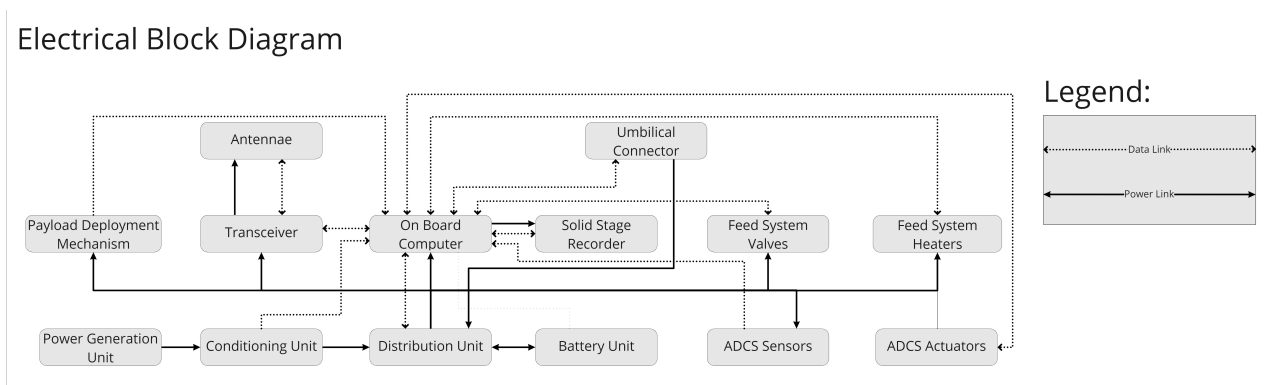 Electrical Block Diagram
Legend:
Data Link
Power Link
Antennae
Umbilical
Connector
Payload Deployment
Mechanism
Transceiver
On Board
Computer
Solid Stage
Recorder
Feed System
Valves
Feed System
Heaters
Power Generation
Unit
Conditioning Unit
Distribution Unit
Battery Unit
ADCS Sensors
ADCS Actuators